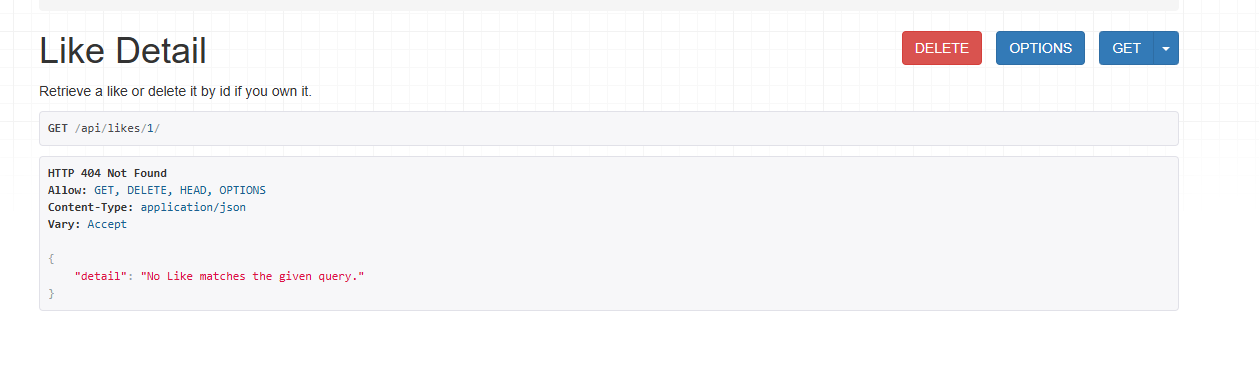 Like Detail
DELETE
OPTIONS
GET
Retrieve a like or delete it by id if you own it.
GET /api/likes/1/
HTTP 404 Not Found
Allow: GET, DELETE, HEAD, OPTIONS
Content-Type: application/json
Vary: Accept
{
    "detail": "No Like matches the given query."
}